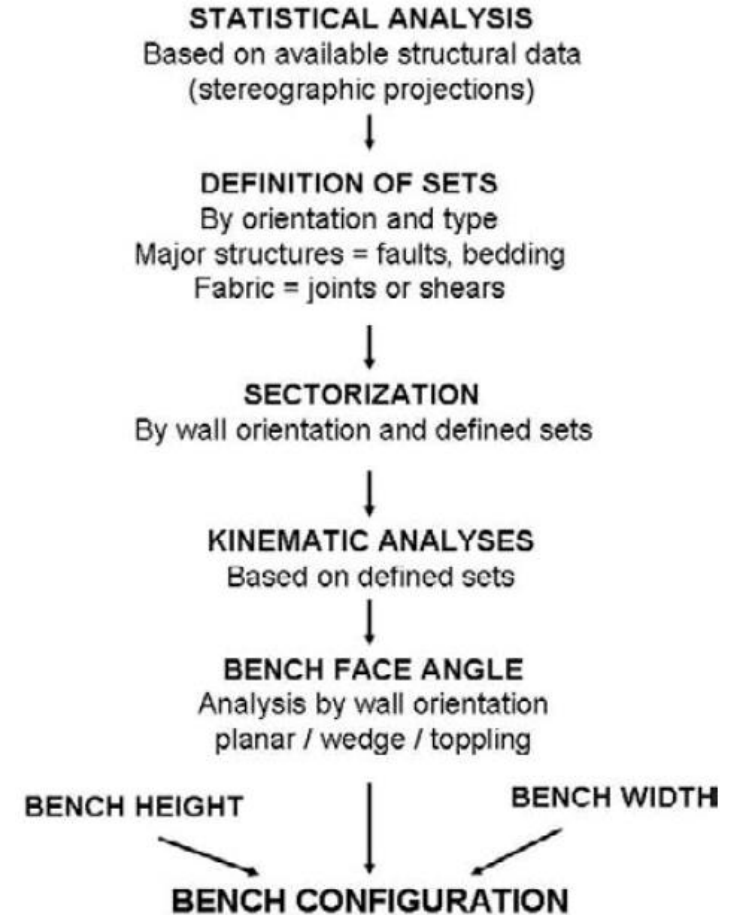 STATISTICAL ANALYSIS
Based on available structural data
(stereographic projections)
DEFINITION OF SETS
By orientation and type
Major structures = faults, bedding
Fabric = joints or shears
SECTORIZATION
By wall orientation and defined sets
KINEMATIC ANALYSES
Based on defined sets
BENCH FACE ANGLE
Analysis by wall orientation
planar / wedge / toppling
BENCH HEIGHT
BENCH WIDTH
BENCH CONFIGURATION